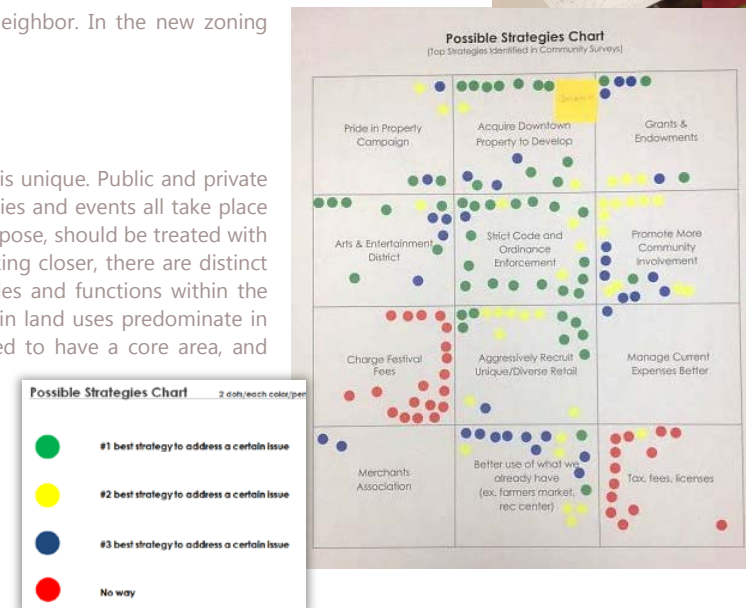 eighbor. In the new zoning
is unique. Public and private
ies and events all take place
pose, should be treated with
ing closer, there are distinct
ies and functions within the
in land uses predominate in
ed to have a core area, and
Possible Strategies Chart
(Top Strategies Identified in Community Surveys)
Pride in Property
Campaign
Acquire Downtown
Property to Develop
Grants &
Endowments
Arts & Entertainment
District
Strict Code and
Ordinance
Enforcement
Promote More
Community
Involvement
Charge Festival
Fees
Aggressively Recruit
Unique/Diverse Retail
Manage Current
Expenses Better
Merchants
Association
Better use of what we
already have
(ex. farmers market,
rec center)
Tax, fees, licenses
Possible Strategies Chart
2 dots/each color/per
#1 best strategy to address a certain issue
#2 best strategy to address a certain issue
#3 best strategy to address a certain issue
No way